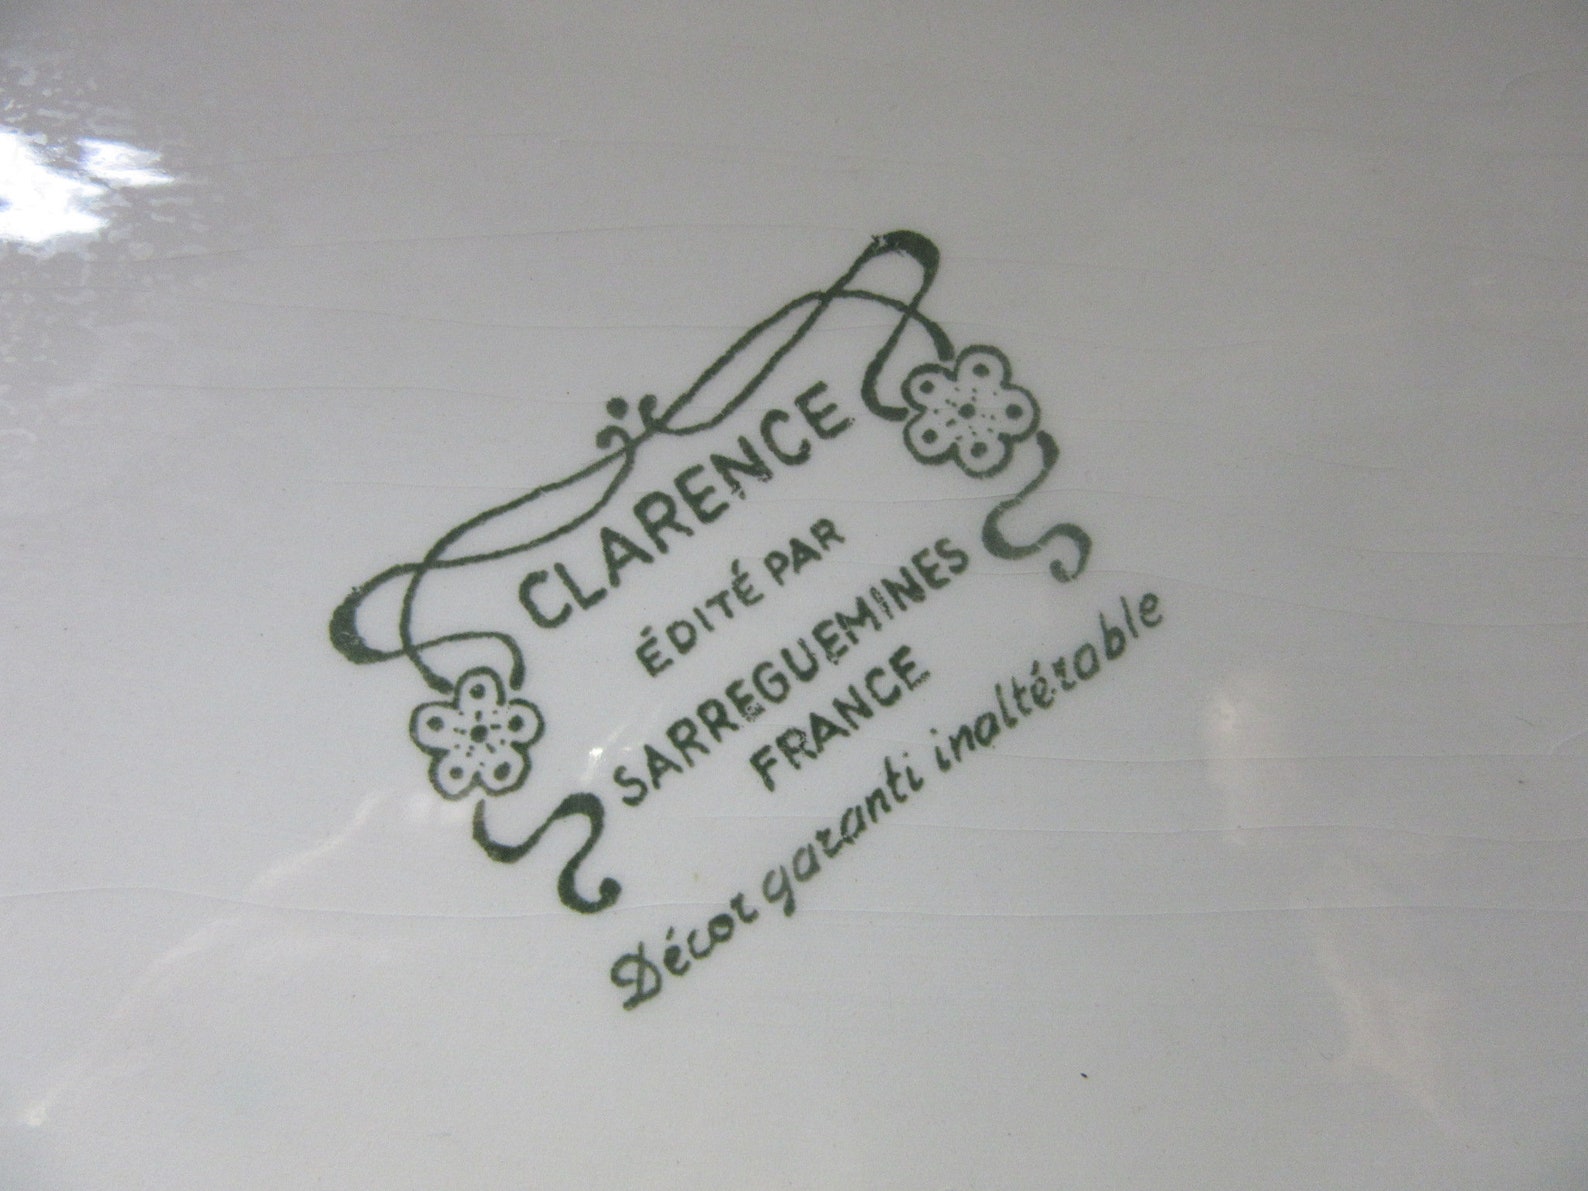 CLARENCE
ÉDITÉ PAR
SARREGUEMINES
FRANCE
Décor garanti inaltérable